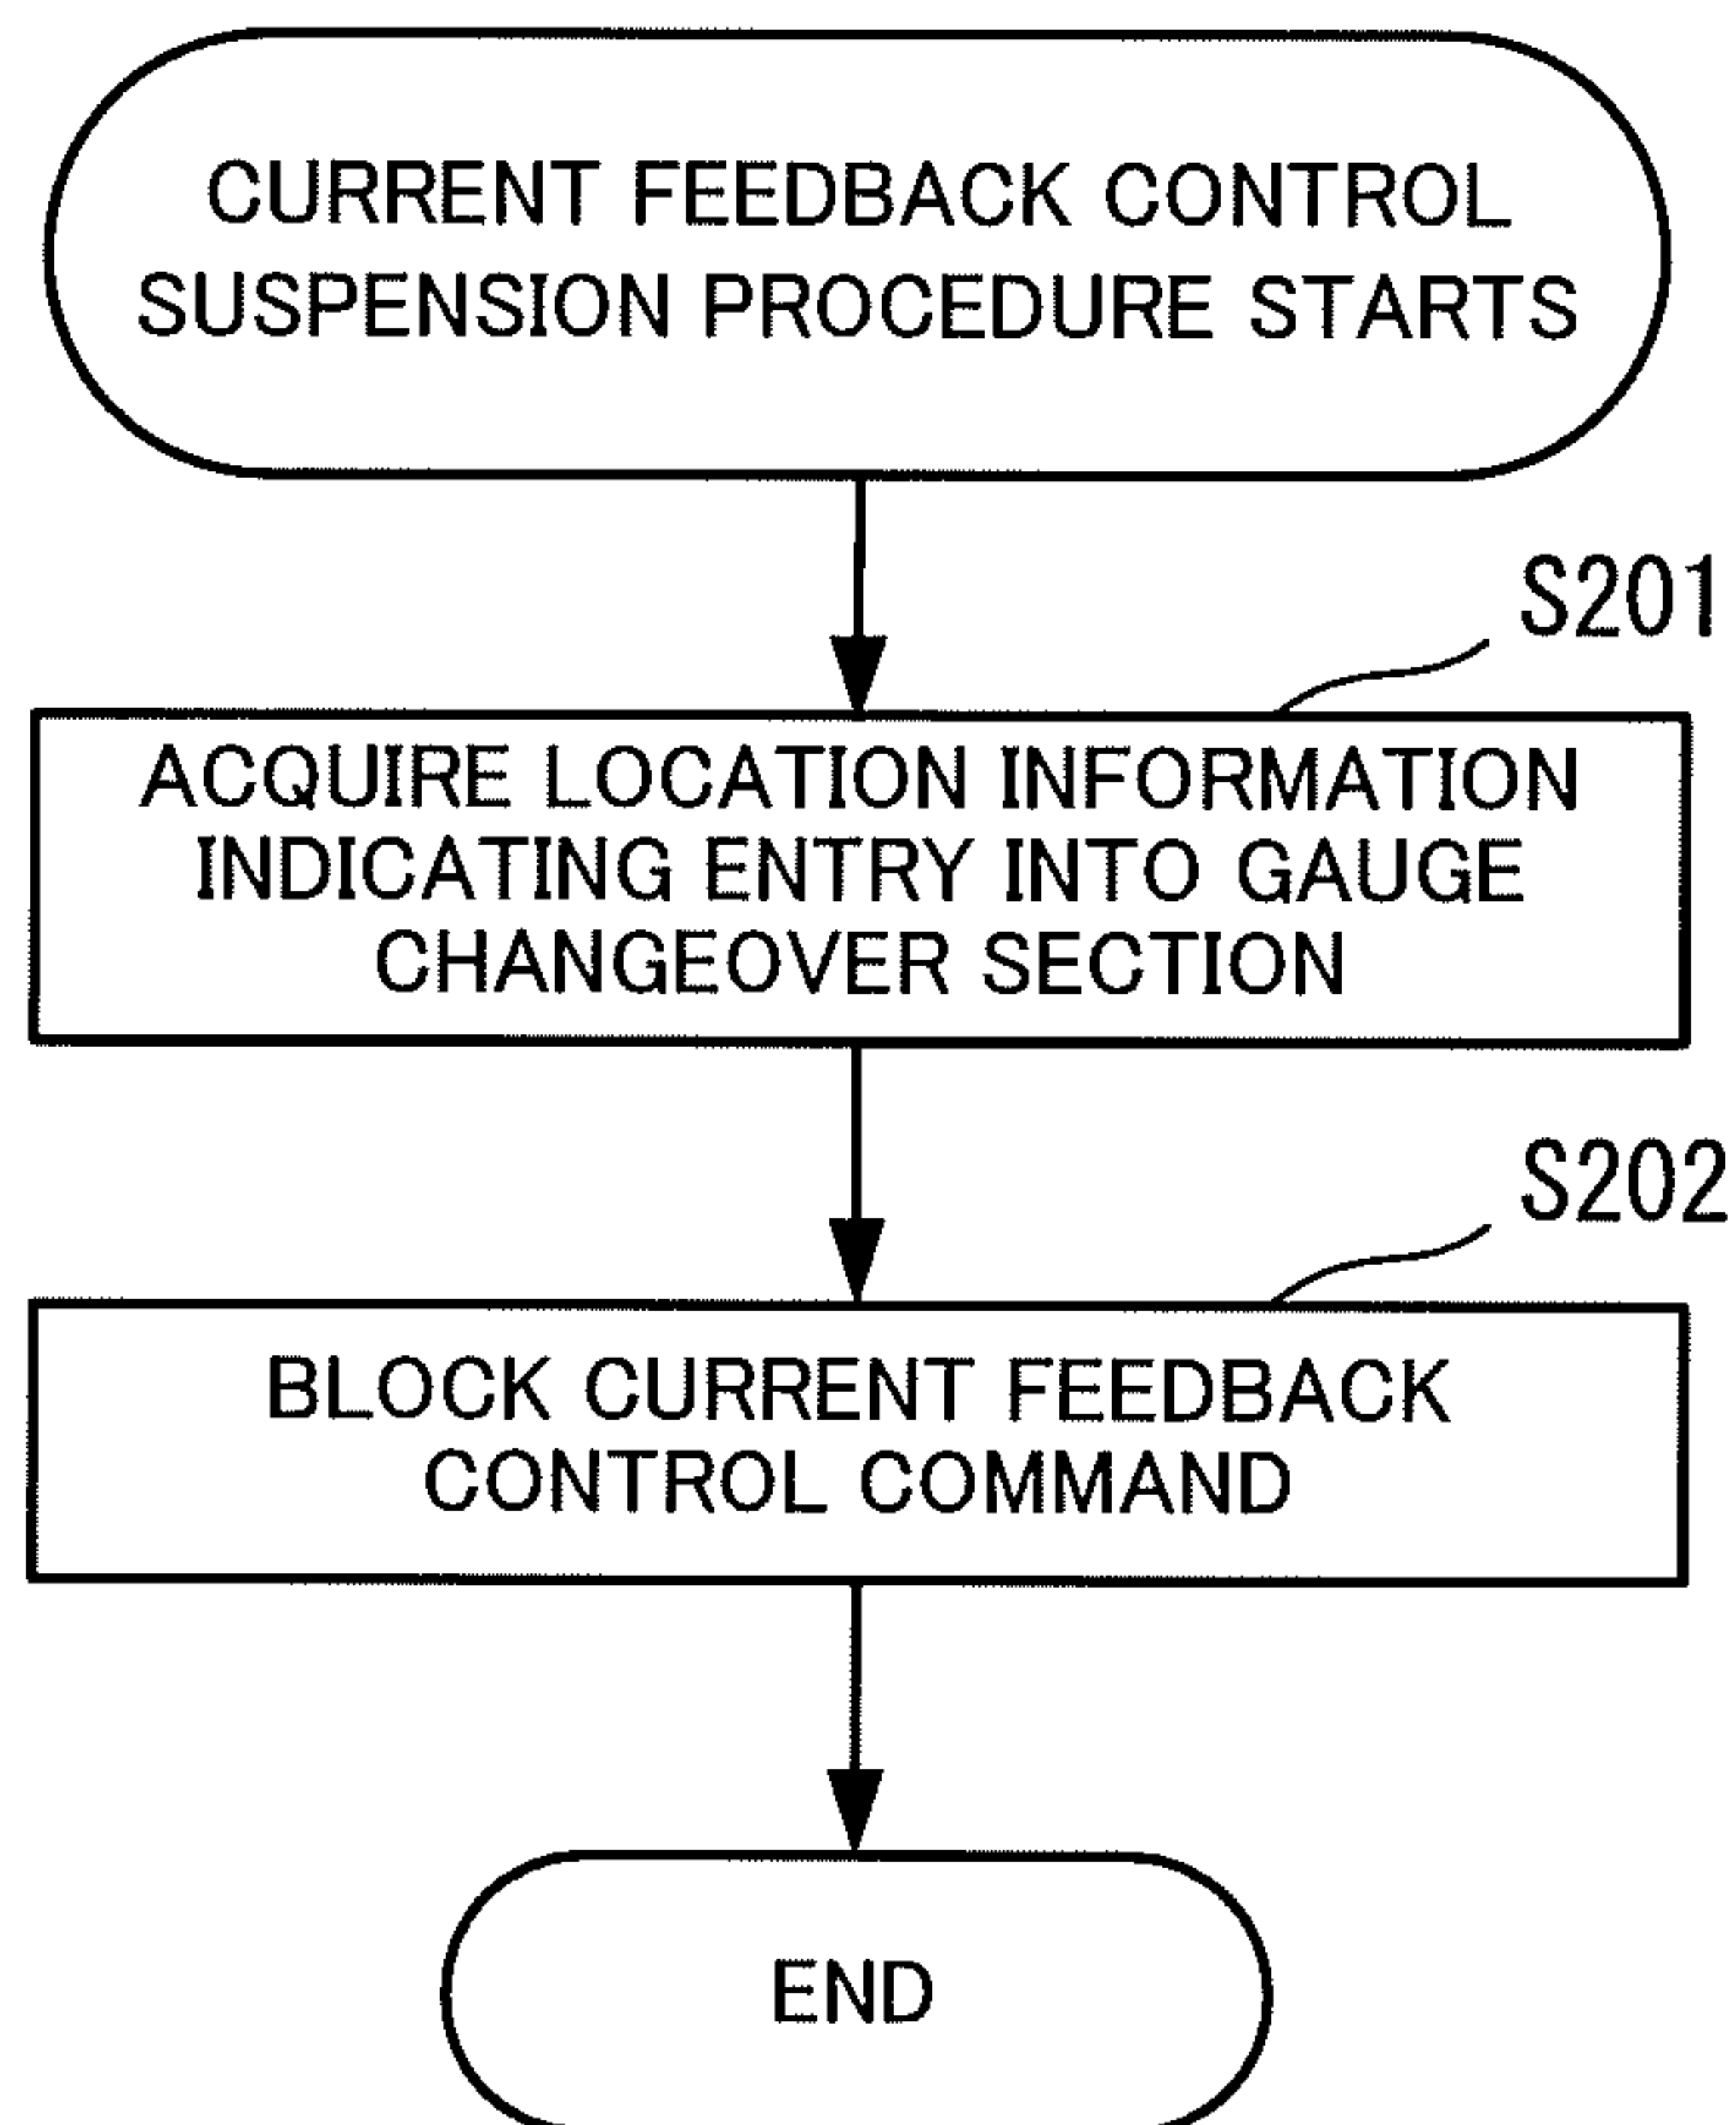 CURRENT FEEDBACK CONTROL
SUSPENSION PROCEDURE STARTS
S201
ACQUIRE LOCATION INFORMATION
INDICATING ENTRY INTO GAUGE
CHANGEOVER SECTION
S202
BLOCK CURRENT FEEDBACK
CONTROL COMMAND
END